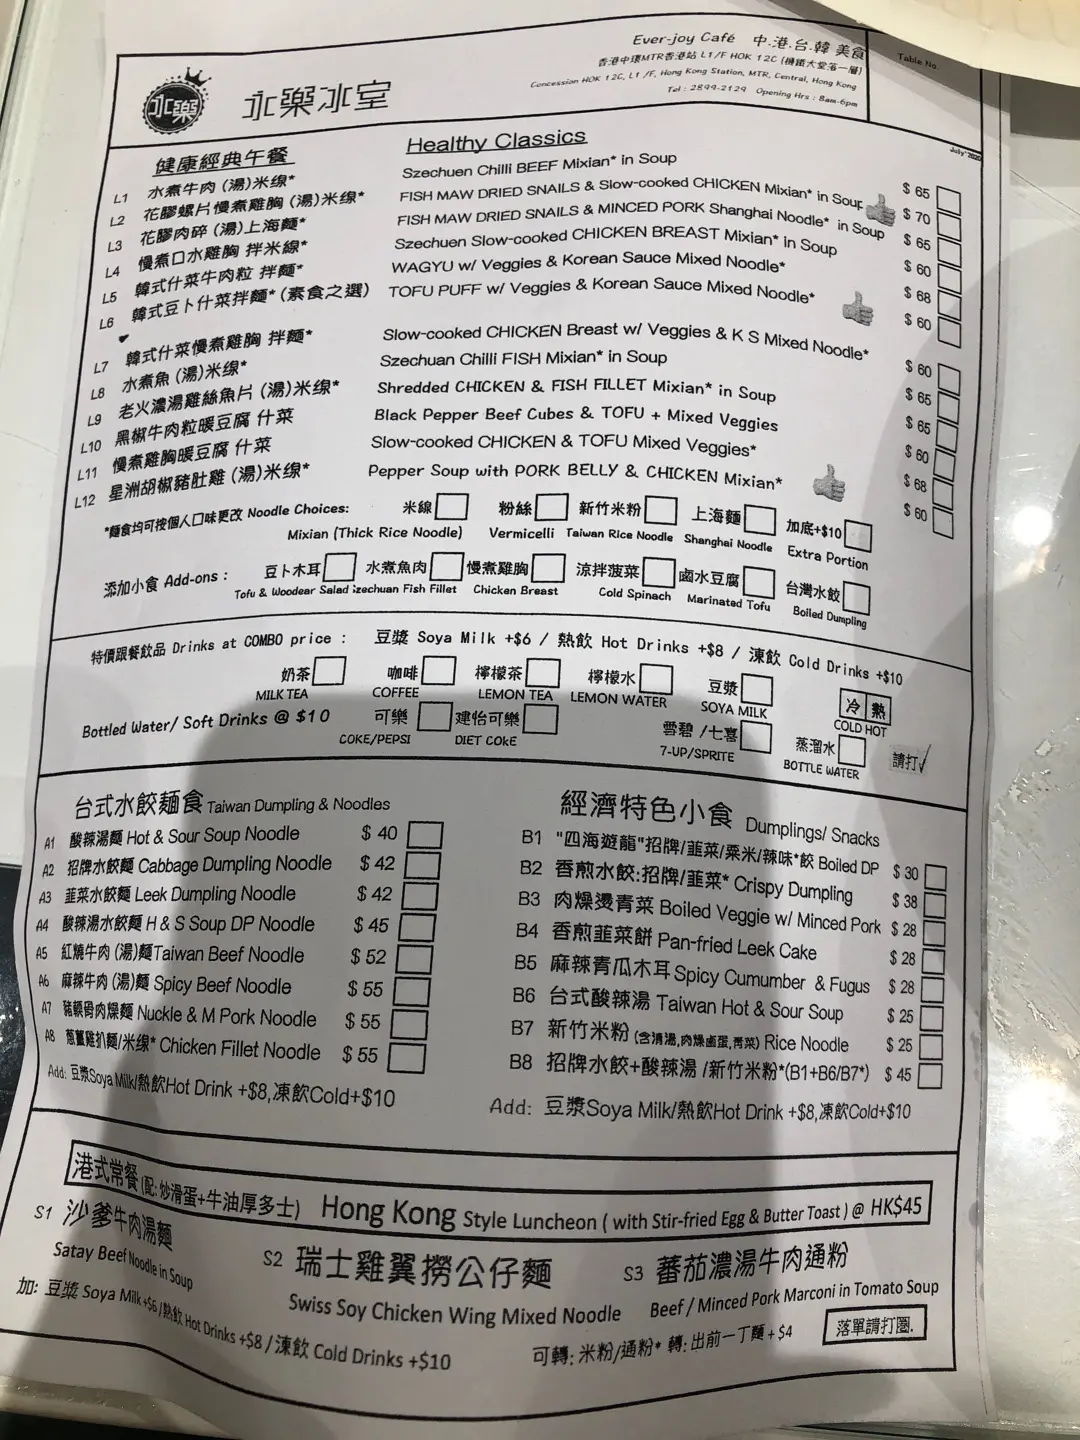 Ever-joy Café 中.港.台.韓 美食
香港中環MTR香港站 L1/F HOK 12C (機鐵大堂落一層)
Concession HOK 12C, L1 /F, Hong Kong Station, MTR, Central, Hong Kong
Tel : 2899-2129 Opening Hrs : 8am-6pm
Table No.
July'2020
冰樂
冰樂冰室
健康經典午餐 Healthy Classics
L1 水煮牛肉 (湯)米線* Szechuen Chilli BEEF Mixian* in Soup $ 65
L2 花膠螺片慢煮雞胸 (湯)米線* FISH MAW DRIED SNAILS & Slow-cooked CHICKEN Mixian* in Soup $ 70
L3 花膠肉碎 (湯)上海麵* FISH MAW DRIED SNAILS & MINCED PORK Shanghai Noodle* in Soup $ 65
L4 慢煮口水雞胸 拌米線* Szechuen Slow-cooked CHICKEN BREAST Mixian* in Soup $ 60
L5 韓式什菜牛肉粒 拌麵* WAGYU w/ Veggies & Korean Sauce Mixed Noodle* $ 68
L6 韓式豆卜什菜拌麵* (素食之選) TOFU PUFF w/ Veggies & Korean Sauce Mixed Noodle* $ 60
L7 韓式什菜慢煮雞胸 拌麵* Slow-cooked CHICKEN Breast w/ Veggies & K S Mixed Noodle* $ 60
L8 水煮魚 (湯)米線* Szechuan Chilli FISH Mixian* in Soup $ 65
L9 老火濃湯雞絲魚片 (湯)米線* Shredded CHICKEN & FISH FILLET Mixian* in Soup $ 65
L10 黑椒牛肉粒暖豆腐 什菜 Black Pepper Beef Cubes & TOFU + Mixed Veggies $ 60
L11 慢煮雞胸暖豆腐 什菜 Slow-cooked CHICKEN & TOFU Mixed Veggies* $ 68
L12 星洲胡椒豬肚雞 (湯)米線* Pepper Soup with PORK BELLY & CHICKEN Mixian* $ 60
*麵食均可按個人口味更改 Noodle Choices: 米線 粉絲 新竹米粉 上海麵 加底+$10
Mixian (Thick Rice Noodle) Vermicelli Taiwan Rice Noodle Shanghai Noodle Extra Portion
添加小食 Add-ons : 豆卜木耳 水煮魚肉 慢煮雞胸 涼拌菠菜 鹵水豆腐 台灣水餃
Tofu & Woodear Salad Szechuan Fish Fillet Chicken Breast Cold Spinach Marinated Tofu Boiled Dumpling
特價跟餐飲品 Drinks at COMBO price : 豆漿 Soya Milk +$6 / 熱飲 Hot Drinks +$8 / 凍飲 Cold Drinks +$10
奶茶 咖啡 檸檬茶 檸檬水 豆漿 冷 熱
MILK TEA COFFEE LEMON TEA LEMON WATER SOYA MILK COLD HOT
Bottled Water/ Soft Drinks @ $10 可樂 建怡可樂 雪碧 /七喜 蒸溜水 請打√
COKE/PEPSI DIET COKE 7-UP/SPRITE BOTTLE WATER
台式水餃麵食 Taiwan Dumpling & Noodles
A1 酸辣湯麵 Hot & Sour Soup Noodle $ 40
A2 招牌水餃麵 Cabbage Dumpling Noodle $ 42
A3 韮菜水餃麵 Leek Dumpling Noodle $ 42
A4 酸辣湯水餃麵 H & S Soup DP Noodle $ 45
A5 紅燒牛肉 (湯)麵Taiwan Beef Noodle $ 52
A6 麻辣牛肉 (湯)麵 Spicy Beef Noodle $ 55
A7 豬軟骨肉燥麵 Nuckle & M Pork Noodle $ 55
A8 蔥薑雞扒麵/米線* Chicken Fillet Noodle $ 55
Add: 豆漿Soya Milk/熱飲Hot Drink +$8,凍飲Cold+$10
經濟特色小食 Dumplings/ Snacks
B1 "四海遊龍"招牌/韮菜/粟米/辣味*餃 Boiled DP $ 30
B2 香煎水餃:招牌/韮菜* Crispy Dumpling $ 38
B3 肉燥燙青菜 Boiled Veggie w/ Minced Pork $ 28
B4 香煎韮菜餅 Pan-fried Leek Cake $ 28
B5 麻辣青瓜木耳Spicy Cumumber & Fugus $ 28
B6 台式酸辣湯 Taiwan Hot & Sour Soup $ 25
B7 新竹米粉 (含清湯,肉燥鹵蛋,青菜) Rice Noodle $ 25
B8 招牌水餃+酸辣湯 /新竹米粉*(B1+B6/B7*) $ 45
Add: 豆漿Soya Milk/熱飲Hot Drink +$8,凍飲Cold+$10
港式常餐 (配: 炒滑蛋+牛油厚多士) Hong Kong Style Luncheon ( with Stir-fried Egg & Butter Toast ) @ HK$45
S1 沙爹牛肉湯麵 S2 瑞士雞翼撈公仔麵 S3 蕃茄濃湯牛肉通粉
Satay Beef Noodle in Soup Swiss Soy Chicken Wing Mixed Noodle Beef / Minced Pork Marconi in Tomato Soup
加: 豆漿 Soya Milk +$6 /熱飲 Hot Drinks +$8 / 凍飲 Cold Drinks +$10 可轉: 米粉/通粉* 轉: 出前一丁麵 + $4 落單請打圈.